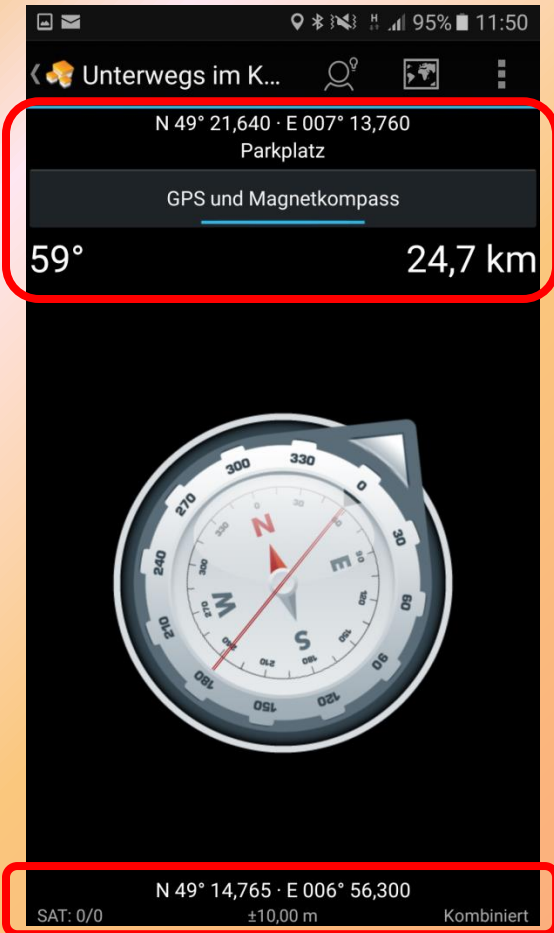 95% 11:50
Unterwegs im K...
N 49° 21,640 · E 007° 13,760
Parkplatz
GPS und Magnetkompass
59° 24,7 km
300 330 0 30 60 90 120 150 180 210 240 270
N E S W
N 49° 14,765 · E 006° 56,300
SAT: 0/0 ±10,00 m Kombiniert